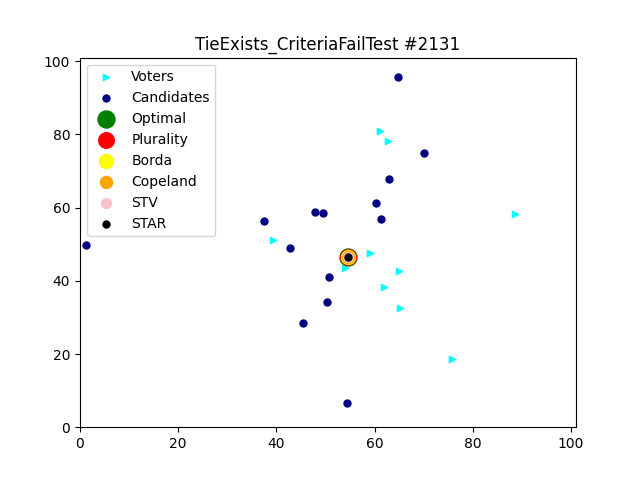 TieExists_CriteriaFailTest #2131
100
80
60
40
20
0
0
20
40
60
80
100
Voters
Candidates
Optimal
Plurality
Borda
Copeland
STV
STAR